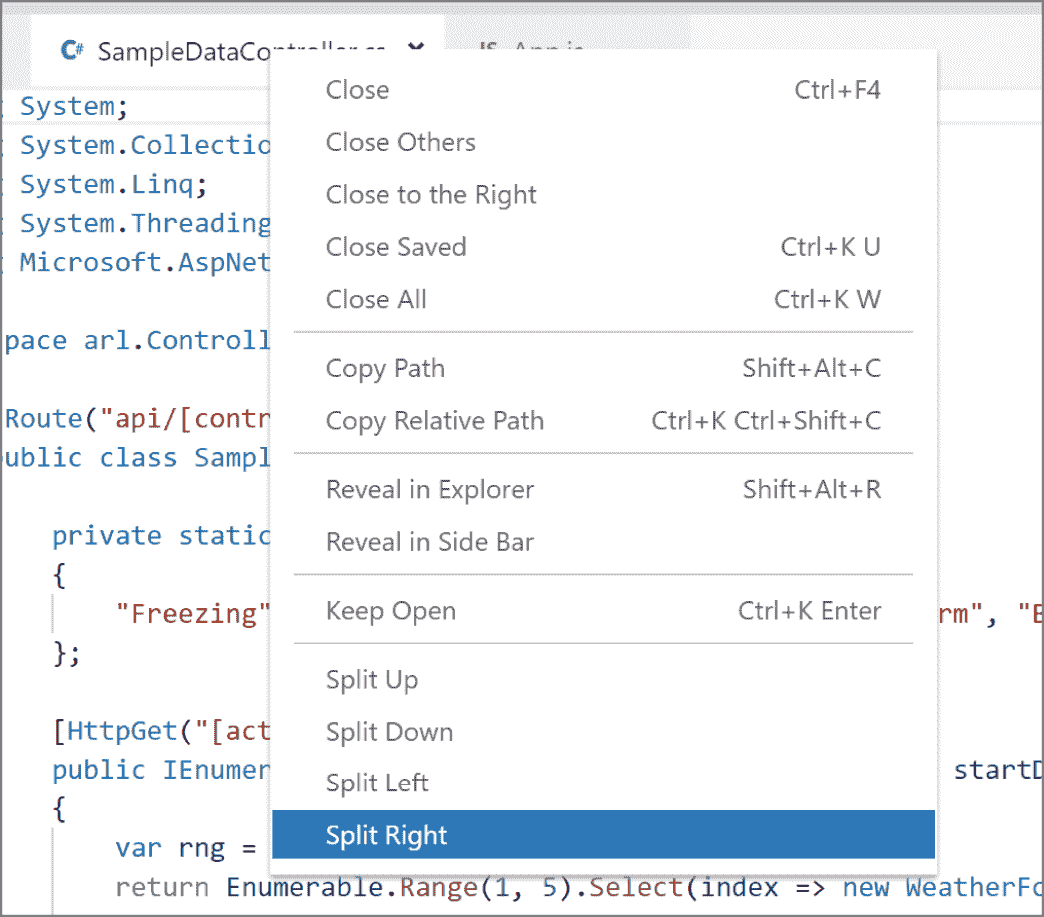 C# SampleDataController.cs
JS App.js
System;
System.Collectio
System.Linq;
System.Threading
Microsoft.AspNet
pace arl.Controll
Route("api/[contr
ublic class Sampl
private static
{
"Freezing" rm", "B
};
[HttpGet("[act
public IEnumer startD
{
var rng =
return Enumerable.Range(1, 5).Select(index => new WeatherFo
Close Ctrl+F4
Close Others
Close to the Right
Close Saved Ctrl+K U
Close All Ctrl+K W
Copy Path Shift+Alt+C
Copy Relative Path Ctrl+K Ctrl+Shift+C
Reveal in Explorer Shift+Alt+R
Reveal in Side Bar
Keep Open Ctrl+K Enter
Split Up
Split Down
Split Left
Split Right